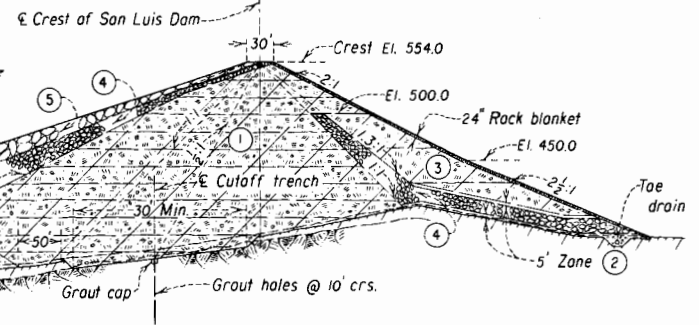 ℄ Crest of San Luis Dam
30'
Crest El. 554.0
4
2:1
5
El. 500.0
24" Rock blanket
1
El. 450.0
3
2½:1
℄ Cutoff trench
Toe
drain
30 Min.
50'
4
5' Zone
2
Grout cap
Grout holes @ 10' crs.